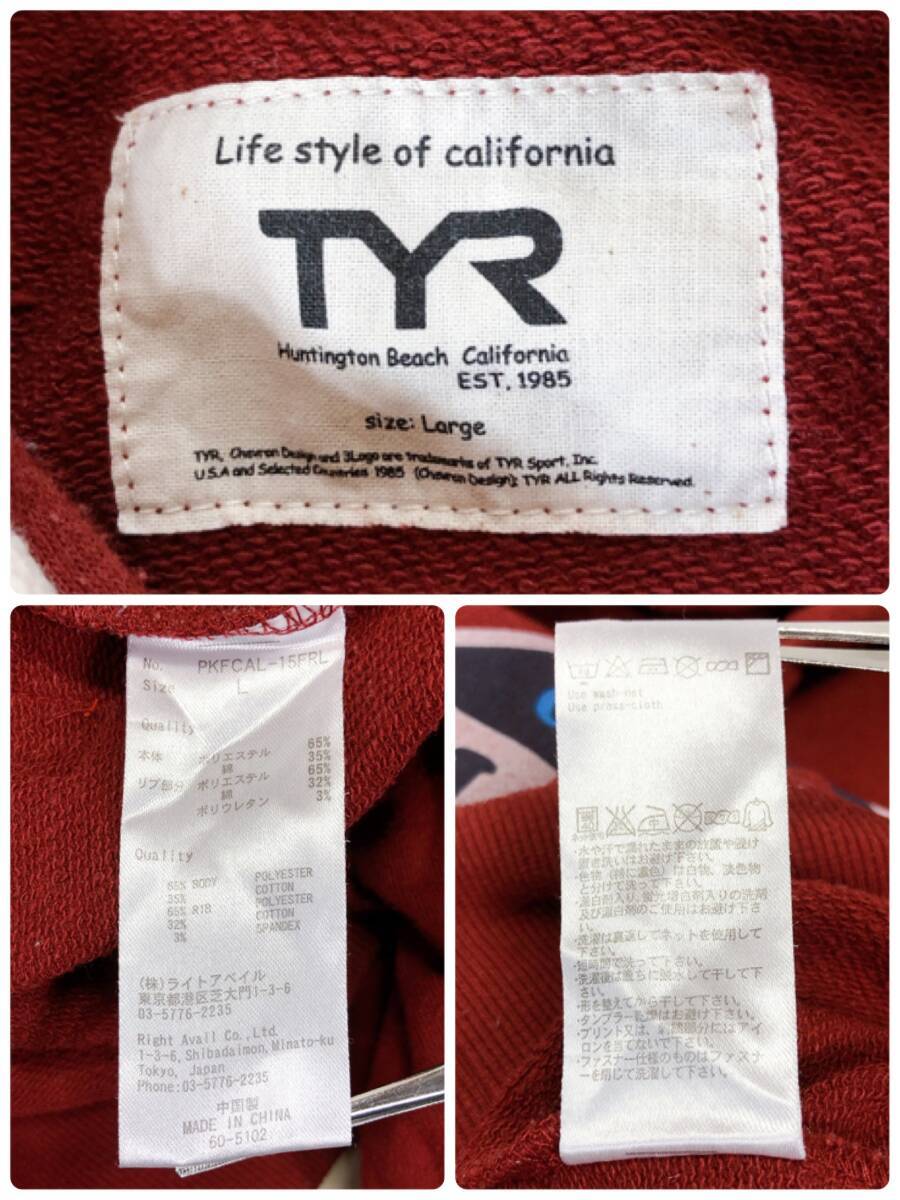 Life style of california
TYR
Huntington Beach California
EST. 1985
size: Large
TYR, Chevron Design and 3Logo are trademarks of TYR Sport, Inc.
U.S.A and Selected Countries 1985 (Chevron Design); TYR ALL Rights Reserved.
No. PKFCAL-15FRL
Size L
Quality
本体 ポリエステル 65%
綿 35%
リブ部分 ポリエステル 65%
綿 32%
ポリウレタン 3%
Quality
65% BODY POLYESTER
35% COTTON
65% RIB POLYESTER
32% COTTON
3% SPANDEX
(株)ライトアベイル
東京都港区芝大門1-3-6
03-5776-2235
Right Avail Co.,Ltd.
1-3-6,Shibadaimon,Minato-ku
Tokyo, Japan
Phone:03-5776-2235
中国製
MADE IN CHINA
60-5102
Use wash-net
Use press-cloth
・水や汗で濡れたままの放置や浸け
置き洗いはお避け下さい。
・色物（特に濃色）は白物、淡色物
と分けて洗って下さい。
・漂白剤入り、蛍光増白剤入りの洗剤
及び漂白剤のご使用はお避け下さ
い。
・洗濯は裏返してネットを使用して
下さい。
・短時間で洗って下さい。
・洗濯後は直ちに脱水して干して下
さい。
・形を整えてから干して下さい。
・タンブラー乾燥はお避け下さい。
・プリント又は、刺繍部分にはアイ
ロンを当てないで下さい。
・ファスナー仕様のものはファスナ
ーを閉じて洗濯して下さい。